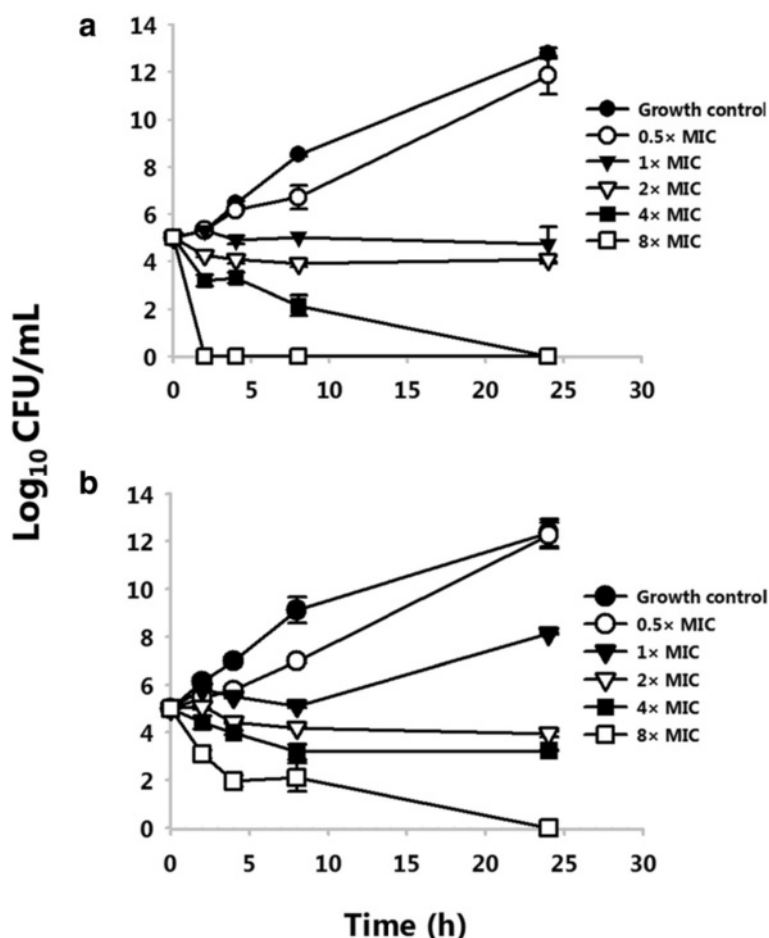 a
14
12
10
8
6
4
2
0
0 5 10 15 20 25 30
Growth control
0.5× MIC
1× MIC
2× MIC
4× MIC
8× MIC
Log10 CFU/mL
b
14
12
10
8
6
4
2
0
0 5 10 15 20 25 30
Growth control
0.5× MIC
1× MIC
2× MIC
4× MIC
8× MIC
Time (h)